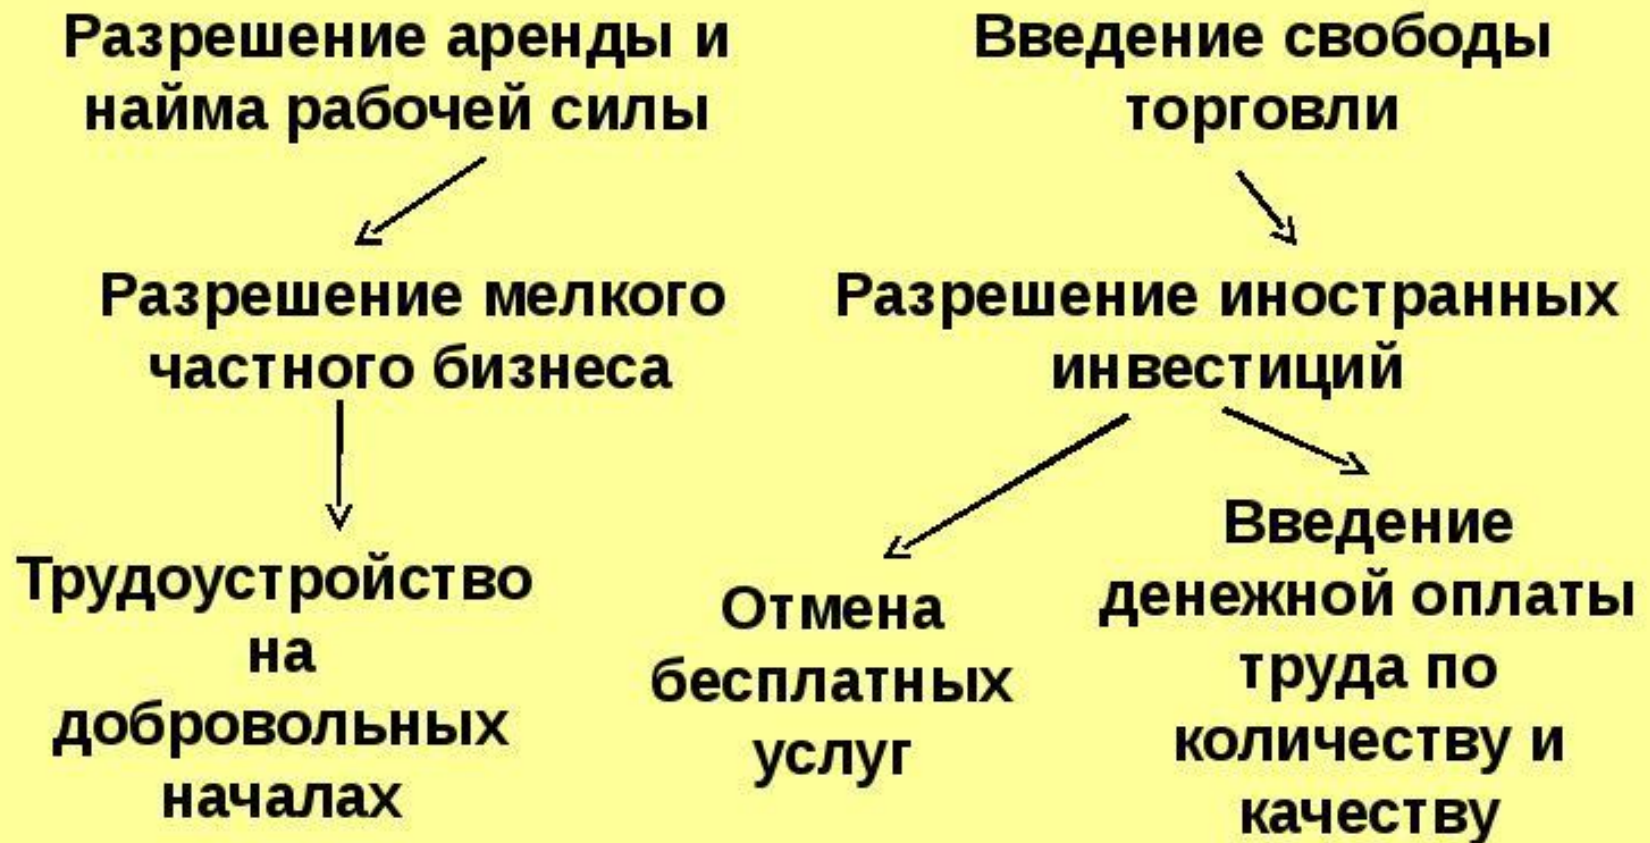 Разрешение аренды и
найма рабочей силы
Введение свободы
торговли
Разрешение мелкого
частного бизнеса
Разрешение иностранных
инвестиций
Трудоустройство
на
добровольных
началах
Отмена
бесплатных
услуг
Введение
денежной оплаты
труда по
количеству и
качеству